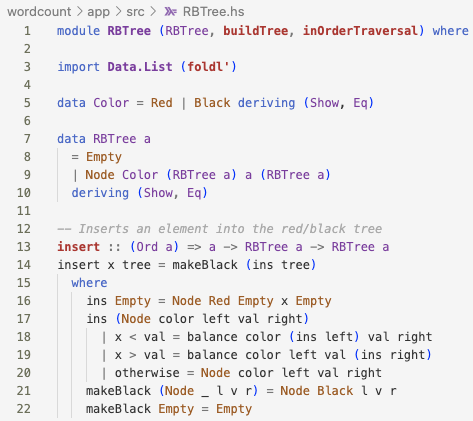 wordcount > app > src > RBTree.hs
1 module RBTree (RBTree, buildTree, inOrderTraversal) where
2
3 import Data.List (foldl')
4
5 data Color = Red | Black deriving (Show, Eq)
6
7 data RBTree a
8   = Empty
9   | Node Color (RBTree a) a (RBTree a)
10   deriving (Show, Eq)
11
12 -- Inserts an element into the red/black tree
13 insert :: (Ord a) => a -> RBTree a -> RBTree a
14 insert x tree = makeBlack (ins tree)
15   where
16     ins Empty = Node Red Empty x Empty
17     ins (Node color left val right)
18       | x < val = balance color (ins left) val right
19       | x > val = balance color left val (ins right)
20       | otherwise = Node color left val right
21     makeBlack (Node _ l v r) = Node Black l v r
22     makeBlack Empty = Empty